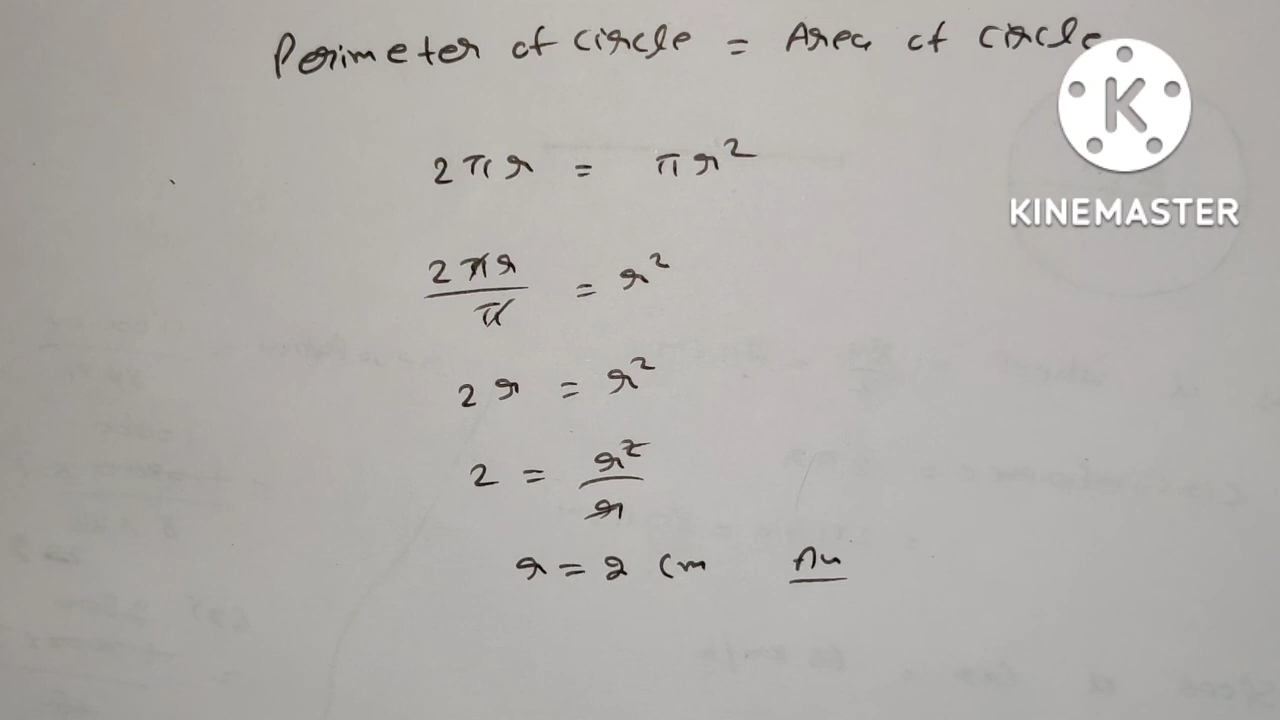 Perimeter of circle = Area of circle
K
KINEMASTER
2πr = πr²
2πr/π = r²
2r = r²
2 = r²/r
r = 2 cm Ans